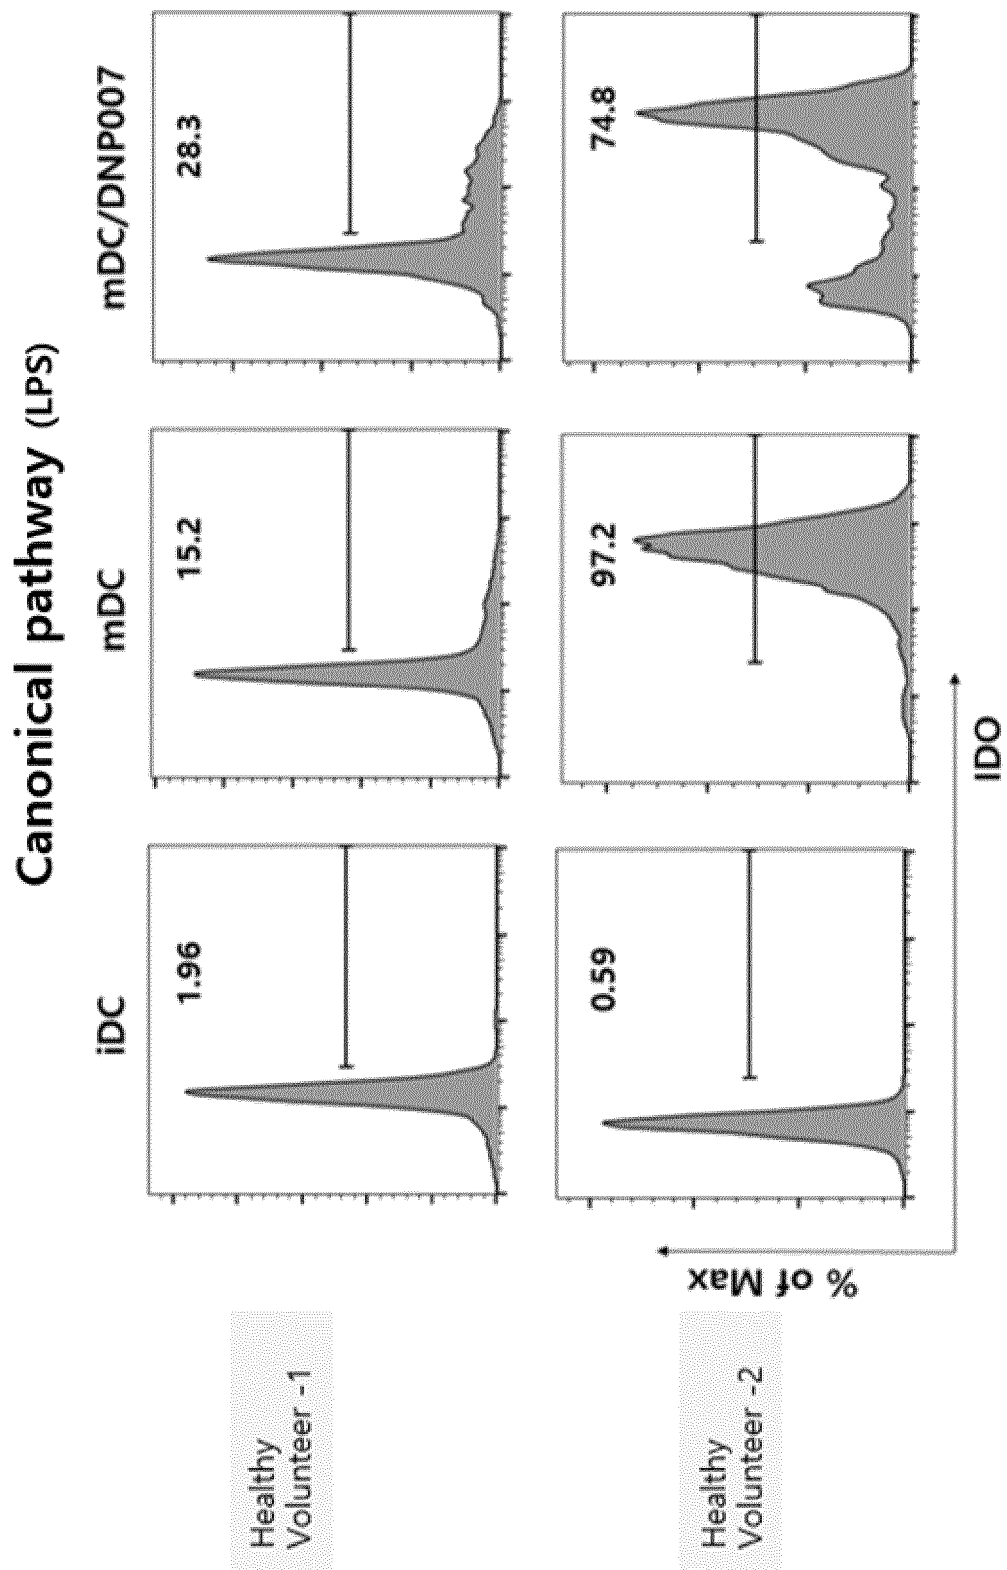 Canonical pathway (LPS)
iDC
mDC
mDC/DNP007
Healthy
Volunteer -1
1.96
15.2
28.3
Healthy
Volunteer -2
0.59
97.2
74.8
% of Max
IDO